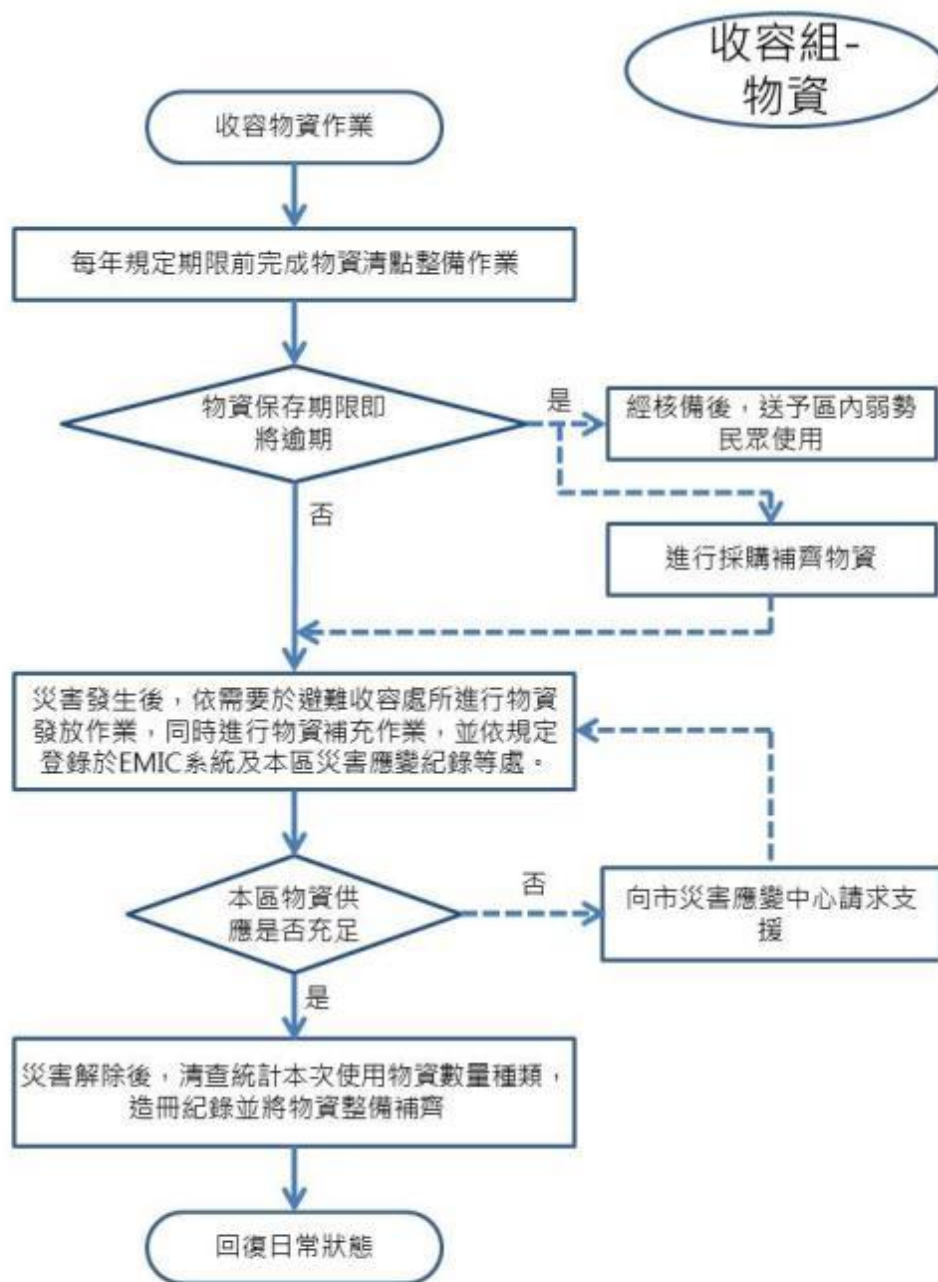 收容組-
物資
收容物資作業
每年規定期限前完成物資清點整備作業
物資保存期限即
將逾期
是
經核備後，送予區內弱勢
民眾使用
否
進行採購補齊物資
災害發生後，依需要於避難收容處所進行物資
發放作業，同時進行物資補充作業，並依規定
登錄於EMIC系統及本區災害應變紀錄等處。
本區物資供
應是否充足
否
向市災害應變中心請求支
援
是
災害解除後，清查統計本次使用物資數量種類，
造冊紀錄並將物資整備補齊
回復日常狀態